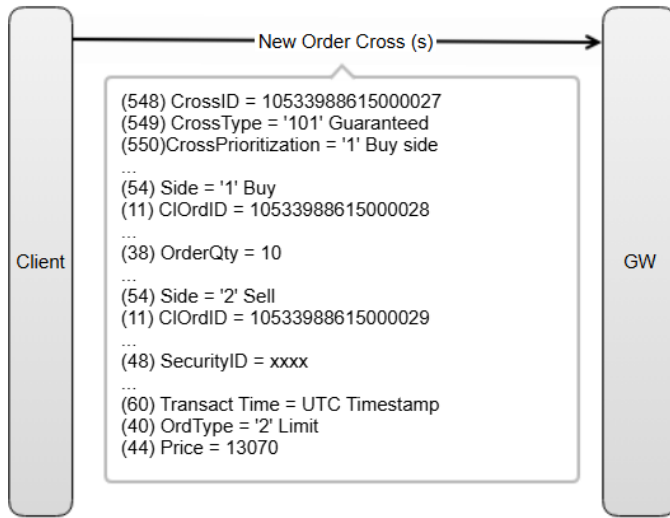 New Order Cross (s)
(548) CrossID = 10533988615000027
(549) CrossType = '101' Guaranteed
(550)CrossPrioritization = '1' Buy side
...
(54) Side = '1' Buy
(11) ClOrdID = 10533988615000028
...
(38) OrderQty = 10
...
(54) Side = '2' Sell
(11) ClOrdID = 10533988615000029
...
(48) SecurityID = xxxx
...
(60) Transact Time = UTC Timestamp
(40) OrdType = '2' Limit
(44) Price = 13070
Client
GW